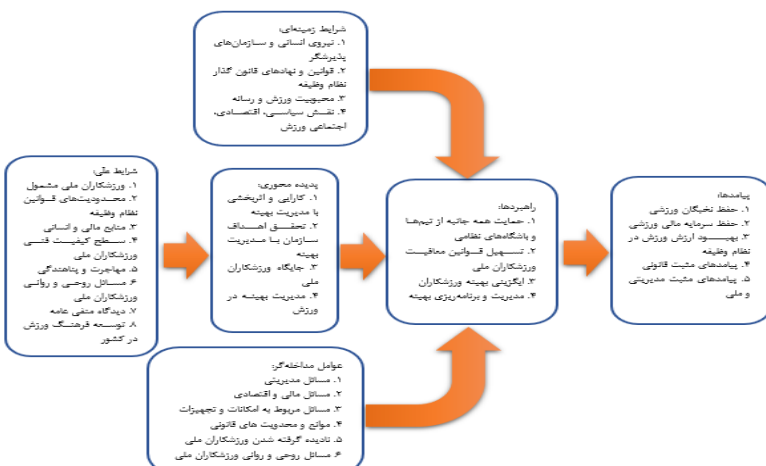 شرایط زمینه‌ای:
۱. نیروی انسانی و سازمان‌های
پذیرشگر
۲. قوانین و نهادهای قانون گذار
نظام وظیفه
۳. محبوبیت ورزش و رسانه
۴. نقش سیاسی، اقتصادی،
اجتماعی ورزش
شرایط علّی:
۱. ورزشکاران ملی مشمول
۲. محدودیت‌های قوانین
نظام وظیفه
۳. منابع مالی و انسانی
۴. سطح کیفیت فنی
ورزشکاران ملی
۵. مهاجرت و پناهندگی
۶. مسائل روحی و روانی
ورزشکاران ملی
۷. دیدگاه منفی عامه
۸. توسعه فرهنگ ورزش
در کشور
پدیده محوری:
۱. کارایی و اثربخشی
با مدیریت بهینه
۲. تحقق اهداف
سازمان با مدیریت
بهینه
۳. جایگاه ورزشکاران
ملی
۴. مدیریت بهینه در
ورزش
راهبردها:
۱. حمایت همه جانبه از تیم‌ها
و باشگاه‌های نظامی
۲. تسهیل قوانین معافیت
ورزشکاران ملی
۳. ایگزینی بهینه ورزشکاران
۴. مدیریت و برنامه‌ریزی بهینه
پیامدها:
۱. حفظ نخبگان ورزشی
۲. حفظ سرمایه مالی ورزشی
۳. بهبود ارزش ورزش در
نظام وظیفه
۴. پیامدهای مثبت قانونی
۵. پیامدهای مثبت مدیریتی
و ملی
عوامل مداخله‌گر:
۱. مسائل مدیریتی
۲. مسائل مالی و اقتصادی
۳. مسائل مربوط به امکانات و تجهیزات
۴. موانع و محدویت های قانونی
۵. نادیده گرفته شدن ورزشکاران ملی
۶. مسائل روحی و روانی ورزشکاران ملی